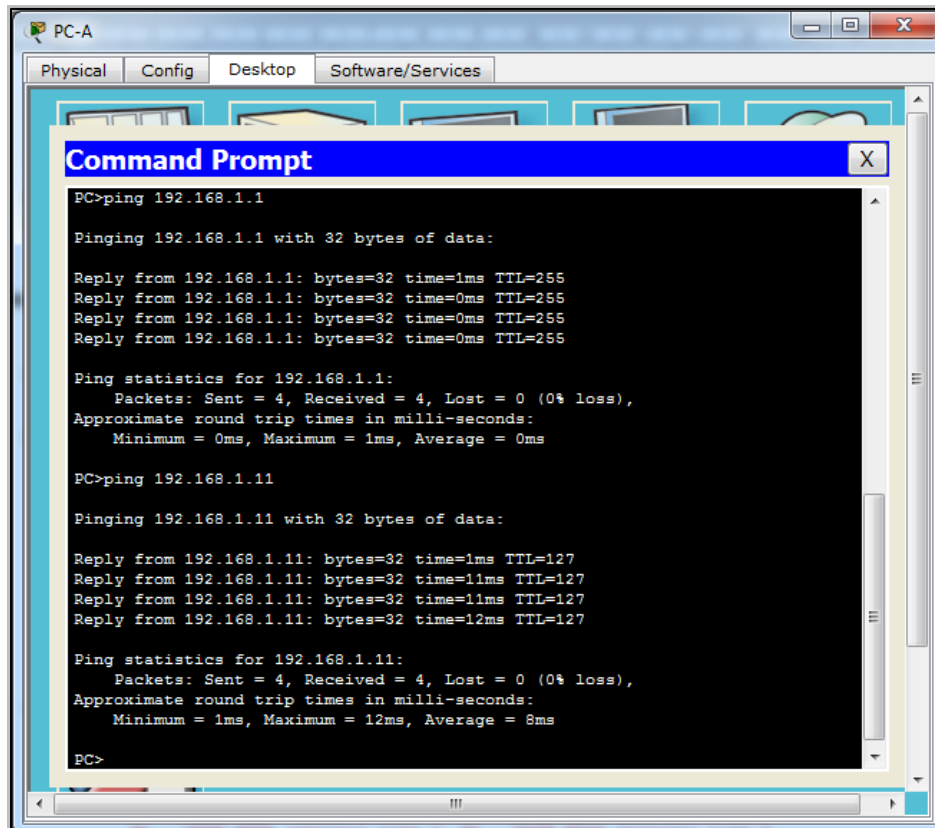 PC-A
Physical Config Desktop Software/Services
Command Prompt X
PC>ping 192.168.1.1
Pinging 192.168.1.1 with 32 bytes of data:
Reply from 192.168.1.1: bytes=32 time=1ms TTL=255
Reply from 192.168.1.1: bytes=32 time=0ms TTL=255
Reply from 192.168.1.1: bytes=32 time=0ms TTL=255
Reply from 192.168.1.1: bytes=32 time=0ms TTL=255
Ping statistics for 192.168.1.1:
Packets: Sent = 4, Received = 4, Lost = 0 (0% loss),
Approximate round trip times in milli-seconds:
Minimum = 0ms, Maximum = 1ms, Average = 0ms
PC>ping 192.168.1.11
Pinging 192.168.1.11 with 32 bytes of data:
Reply from 192.168.1.11: bytes=32 time=1ms TTL=127
Reply from 192.168.1.11: bytes=32 time=11ms TTL=127
Reply from 192.168.1.11: bytes=32 time=11ms TTL=127
Reply from 192.168.1.11: bytes=32 time=12ms TTL=127
Ping statistics for 192.168.1.11:
Packets: Sent = 4, Received = 4, Lost = 0 (0% loss),
Approximate round trip times in milli-seconds:
Minimum = 1ms, Maximum = 12ms, Average = 8ms
PC>